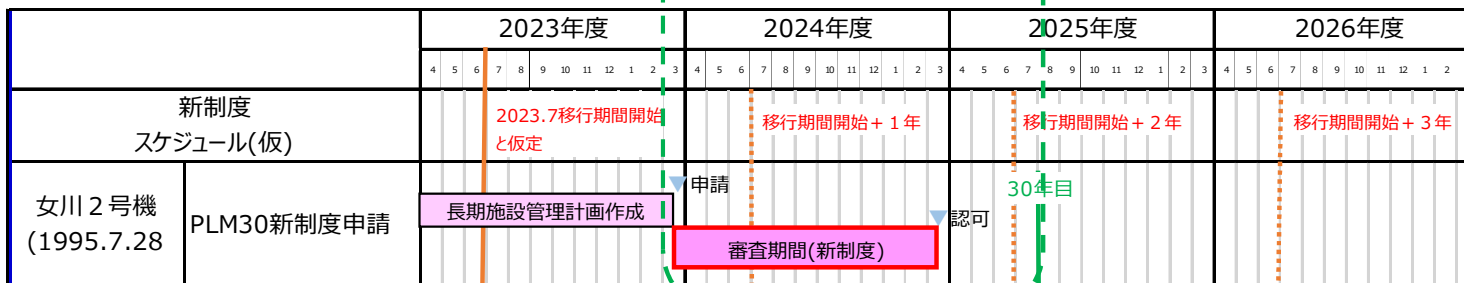 2023年度 2024年度 2025年度 2026年度
4 5 6 7 8 9 10 11 12 1 2 3 4 5 6 7 8 9 10 11 12 1 2 3 4 5 6 7 8 9 10 11 12 1 2 3 4 5 6 7 8 9 10 11 12 1 2
新制度
スケジュール(仮)
2023.7移行期間開始
と仮定
移行期間開始+1年
移行期間開始+2年
移行期間開始+3年
女川2号機
(1995.7.28
PLM30新制度申請
長期施設管理計画作成
申請
審査期間(新制度)
認可
30年目